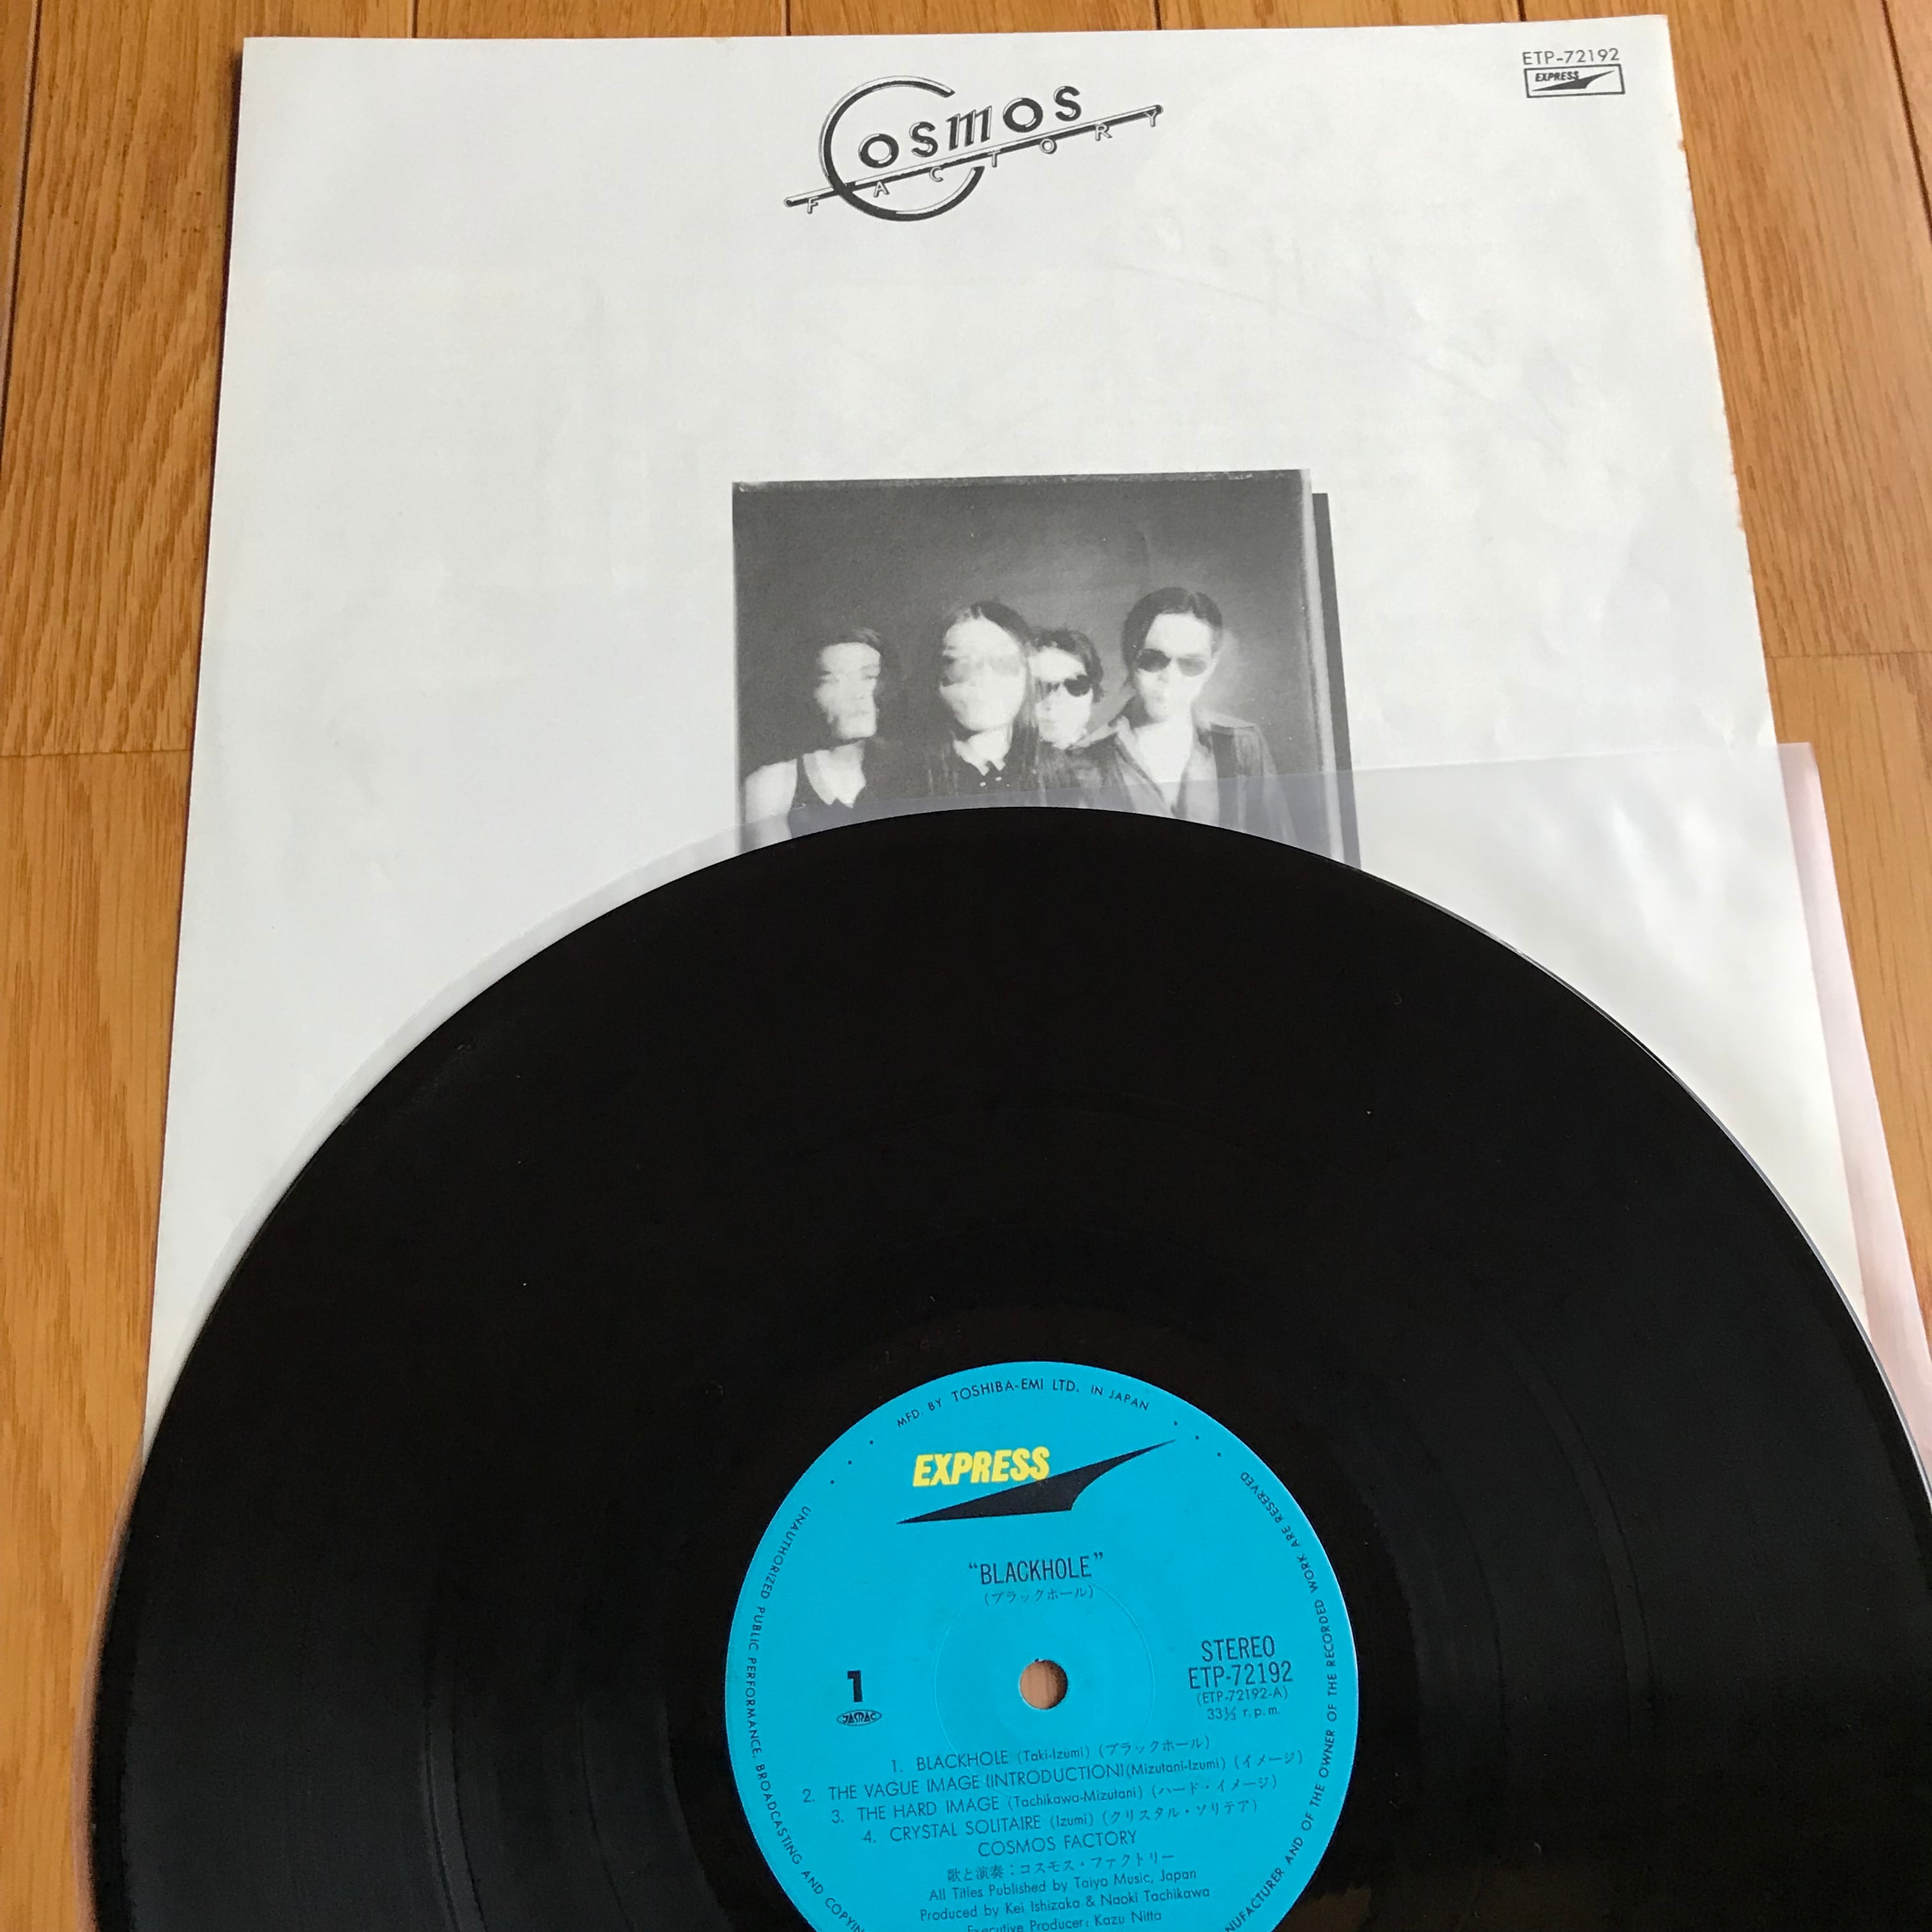 ETP-72192
EXPRESS
COSMOS
FACTORY
MFD. BY TOSHIBA-EMI LTD. IN JAPAN
EXPRESS
"BLACKHOLE"
(ブラックホール)
STEREO
ETP-72192
(ETP-72192-A)
33⅓ r.p.m.
1
JASRAC
1. BLACKHOLE (Taki-Izumi) (ブラックホール)
2. THE VAGUE IMAGE (INTRODUCTION) (Mizutani-Izumi) (イメージ)
3. THE HARD IMAGE (Tachikawa-Mizutani) (ハード・イメージ)
4. CRYSTAL SOLITAIRE (Izumi) (クリスタル・ソリテア)
COSMOS FACTORY
歌と演奏:コスモス・ファクトリー
All Titles Published by Taiyo Music, Japan
Produced by Kei Ishizaka & Naoki Tachikawa
Executive Producer: Kazu Nitta
UNAUTHORIZED PUBLIC PERFORMANCE, BROADCASTING AND
AND OF THE OWNER OF THE RECORDED WORK ARE RESERVED